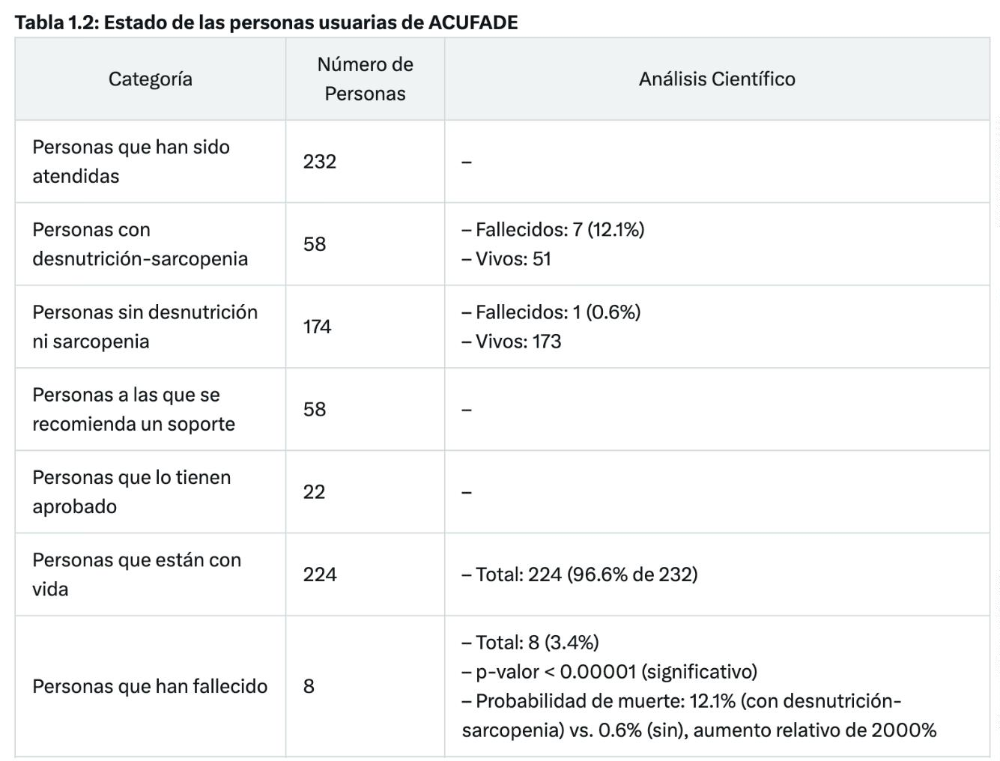 Tabla 1.2: Estado de las personas usuarias de ACUFADE
Categoría
Número de
Personas
Análisis Científico
Personas que han sido
atendidas
232
–
Personas con
desnutrición-sarcopenia
58
– Fallecidos: 7 (12.1%)
– Vivos: 51
Personas sin desnutrición
ni sarcopenia
174
– Fallecidos: 1 (0.6%)
– Vivos: 173
Personas a las que se
recomienda un soporte
58
–
Personas que lo tienen
aprobado
22
–
Personas que están con
vida
224
– Total: 224 (96.6% de 232)
Personas que han fallecido
8
– Total: 8 (3.4%)
– p-valor < 0.00001 (significativo)
– Probabilidad de muerte: 12.1% (con desnutrición-
sarcopenia) vs. 0.6% (sin), aumento relativo de 2000%